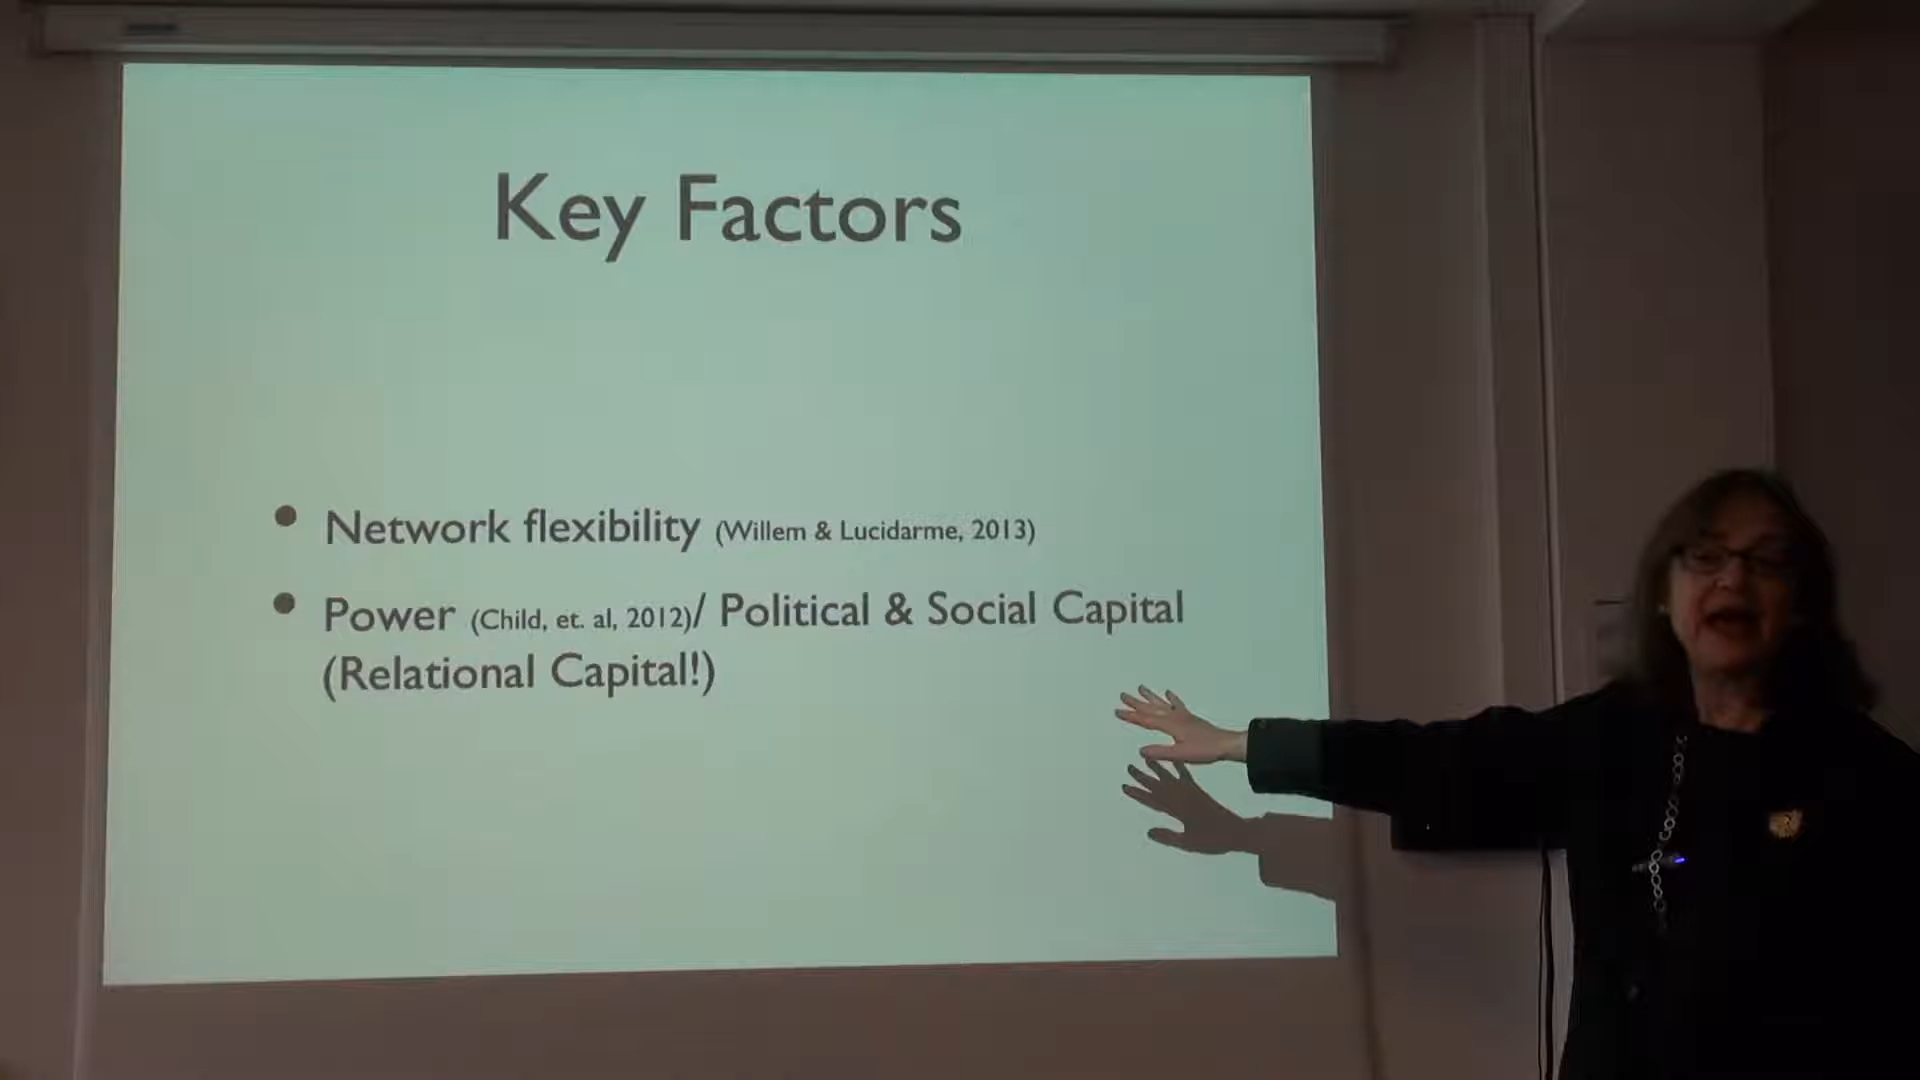 Key Factors
• Network flexibility (Willem & Lucidarme, 2013)
• Power (Child, et. al, 2012)/ Political & Social Capital
(Relational Capital!)